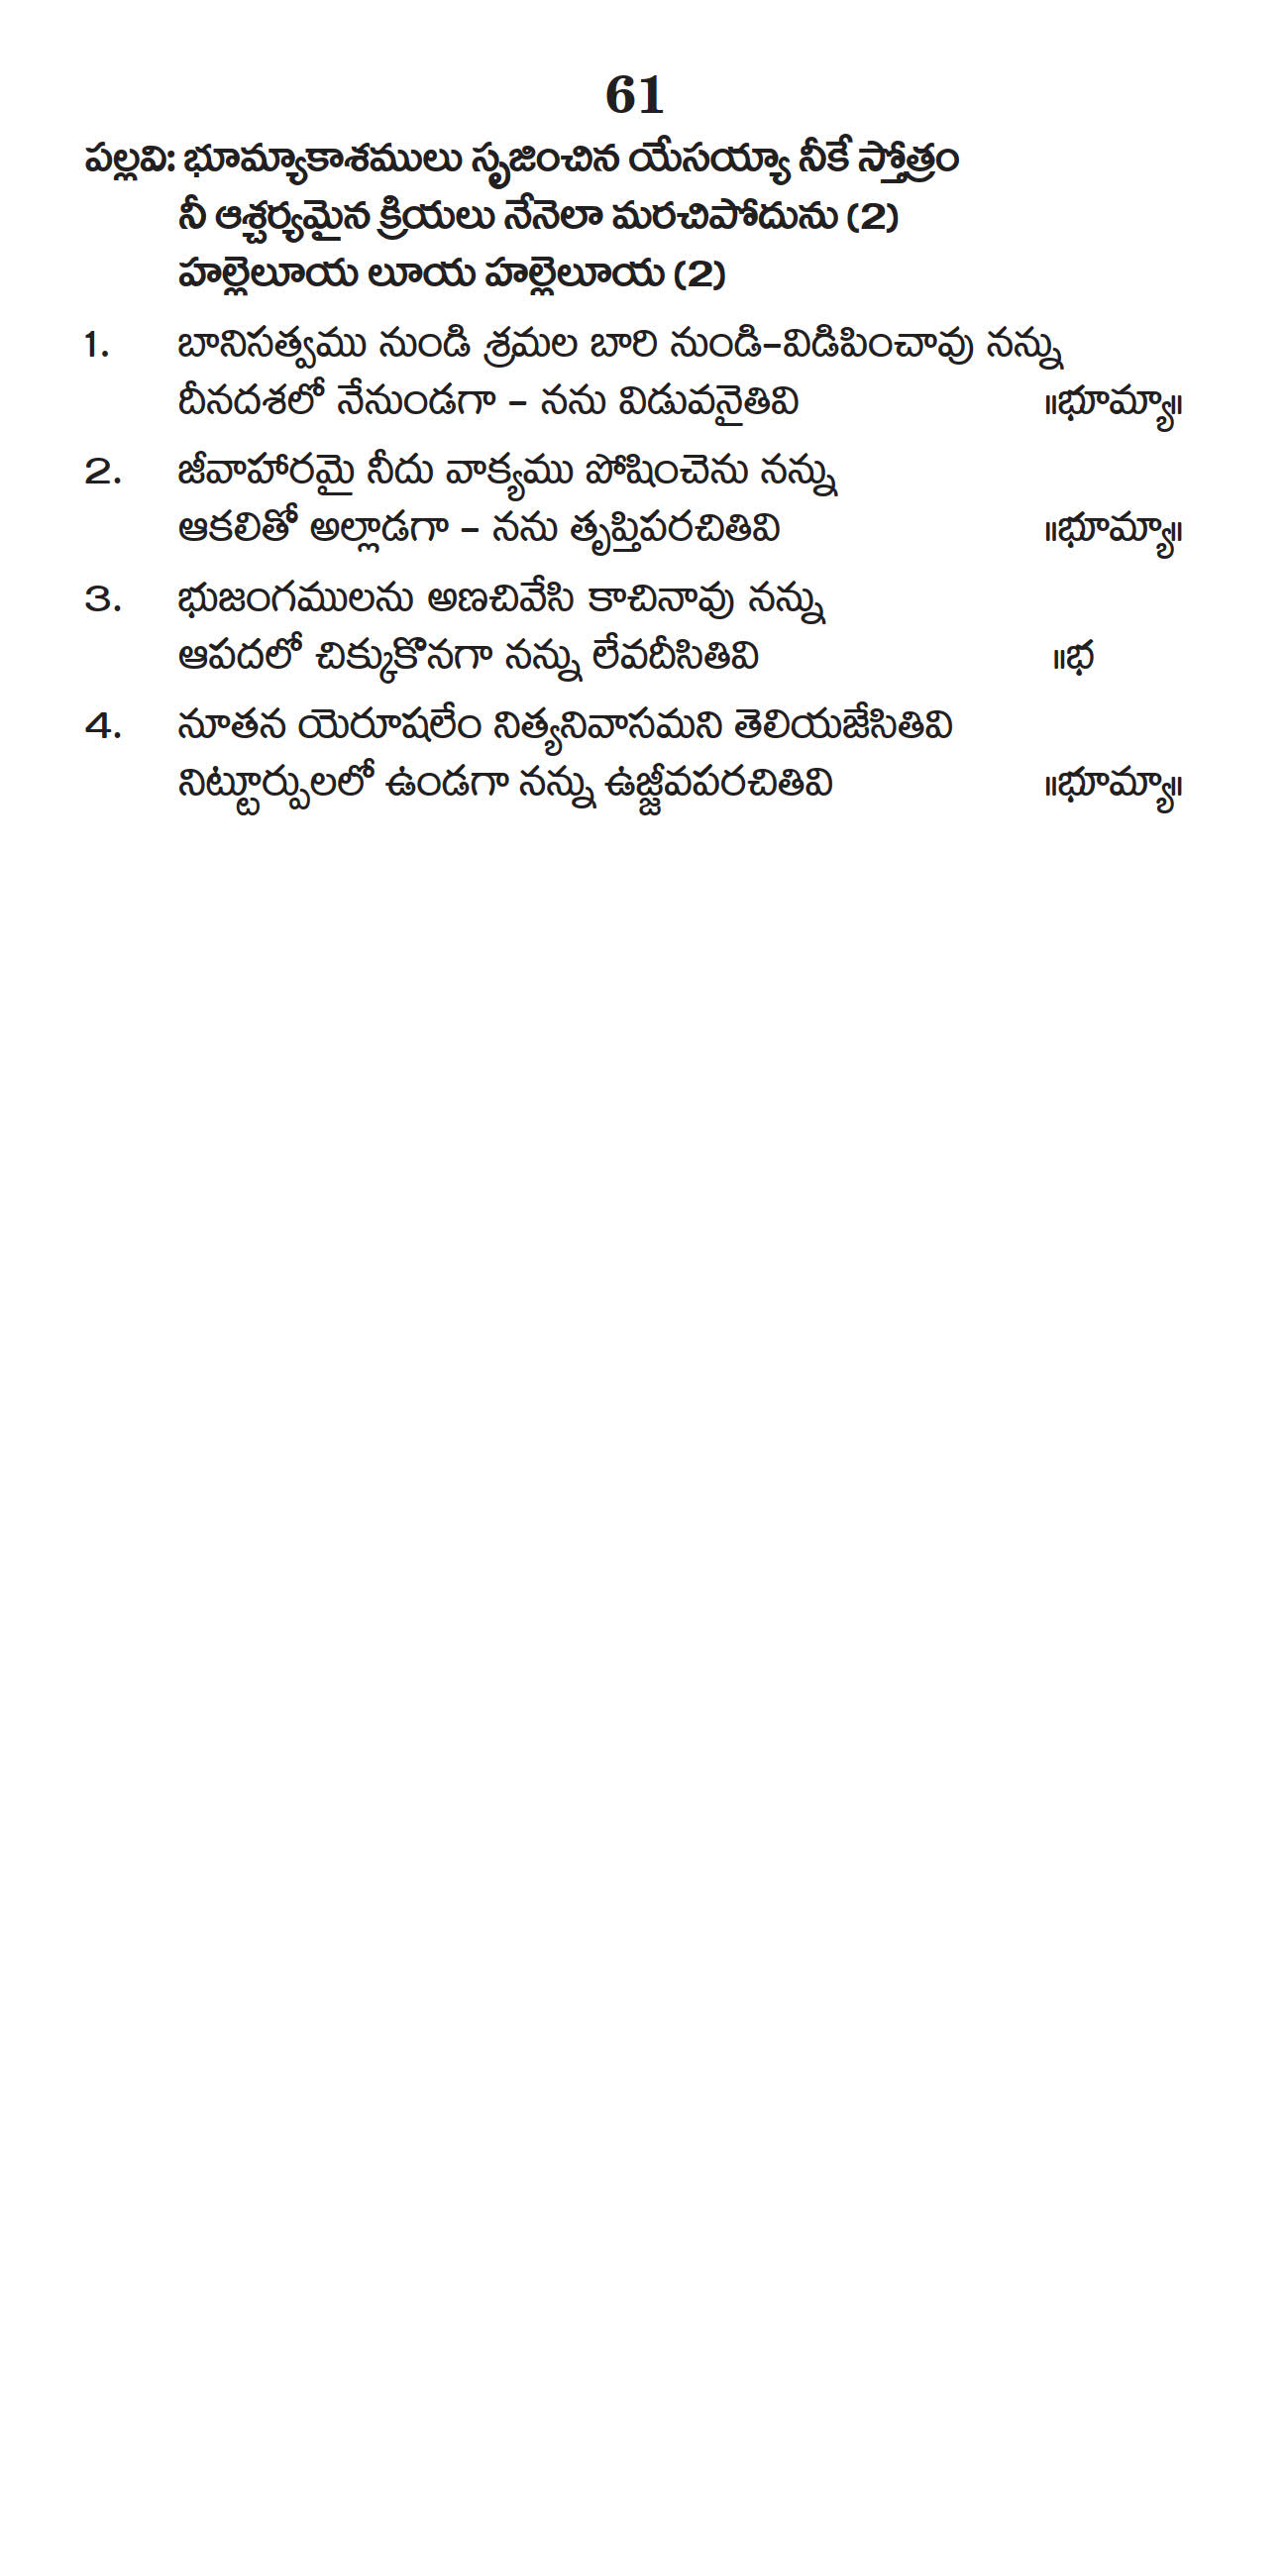 61
పల్లవి: భూమ్యాకాశములు సృజించిన యేసయ్యా నీకే స్తోత్రం
నీ ఆశ్చర్యమైన క్రియలు నేనెలా మరచిపోదును (2)
హల్లెలూయ లూయ హల్లెలూయ (2)
1. బానిసత్వము నుండి శ్రమల బారి నుండి-విడిపించావు నన్ను
దీనదశలో నేనుండగా - నను విడువనైతివి ॥భూమ్యా॥
2. జీవాహారమై నీదు వాక్యము పోషించెను నన్ను
ఆకలితో అల్లాడగా - నను తృప్తిపరచితివి ॥భూమ్యా॥
3. భుజంగములను అణచివేసి కాచినావు నన్ను
ఆపదలో చిక్కుకొనగా నన్ను లేవదీసితివి ॥భ
4. నూతన యెరూషలేం నిత్యనివాసమని తెలియజేసితివి
నిట్టూర్పులలో ఉండగా నన్ను ఉజ్జీవపరచితివి ॥భూమ్యా॥